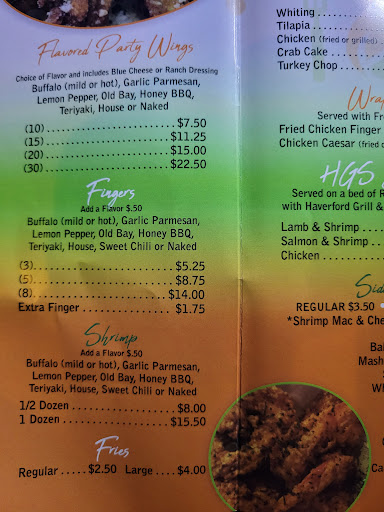 Flavored Party Wings
Choice of Flavor and includes Blue Cheese or Ranch Dressing
Buffalo (mild or hot), Garlic Parmesan,
Lemon Pepper, Old Bay, Honey BBQ,
Teriyaki, House or Naked
(10) $7.50
(15) $11.25
(20) $15.00
(30) $22.50
Fingers
Add a Flavor $.50
Buffalo (mild or hot), Garlic Parmesan,
Lemon Pepper, Old Bay, Honey BBQ,
Teriyaki, House, Sweet Chili or Naked
(3) $5.25
(5) $8.75
(8) $14.00
Extra Finger $1.75
Shrimp
Add a Flavor $.50
Buffalo (mild or hot), Garlic Parmesan,
Lemon Pepper, Old Bay, Honey BBQ,
Teriyaki, House, Sweet Chili or Naked
1/2 Dozen $8.00
1 Dozen $15.50
Fries
Regular $2.50 Large $4.00
Whiting
Tilapia
Chicken (fried or grilled)
Crab Cake
Turkey Chop
Served with
Fried Chicken Finger
Chicken Caesar (fried
HGS
Served on a bed of
with Haverford Grill &
Lamb & Shrimp
Salmon & Shrimp
Chicken
REGULAR $3.50
*Shrimp Mac &